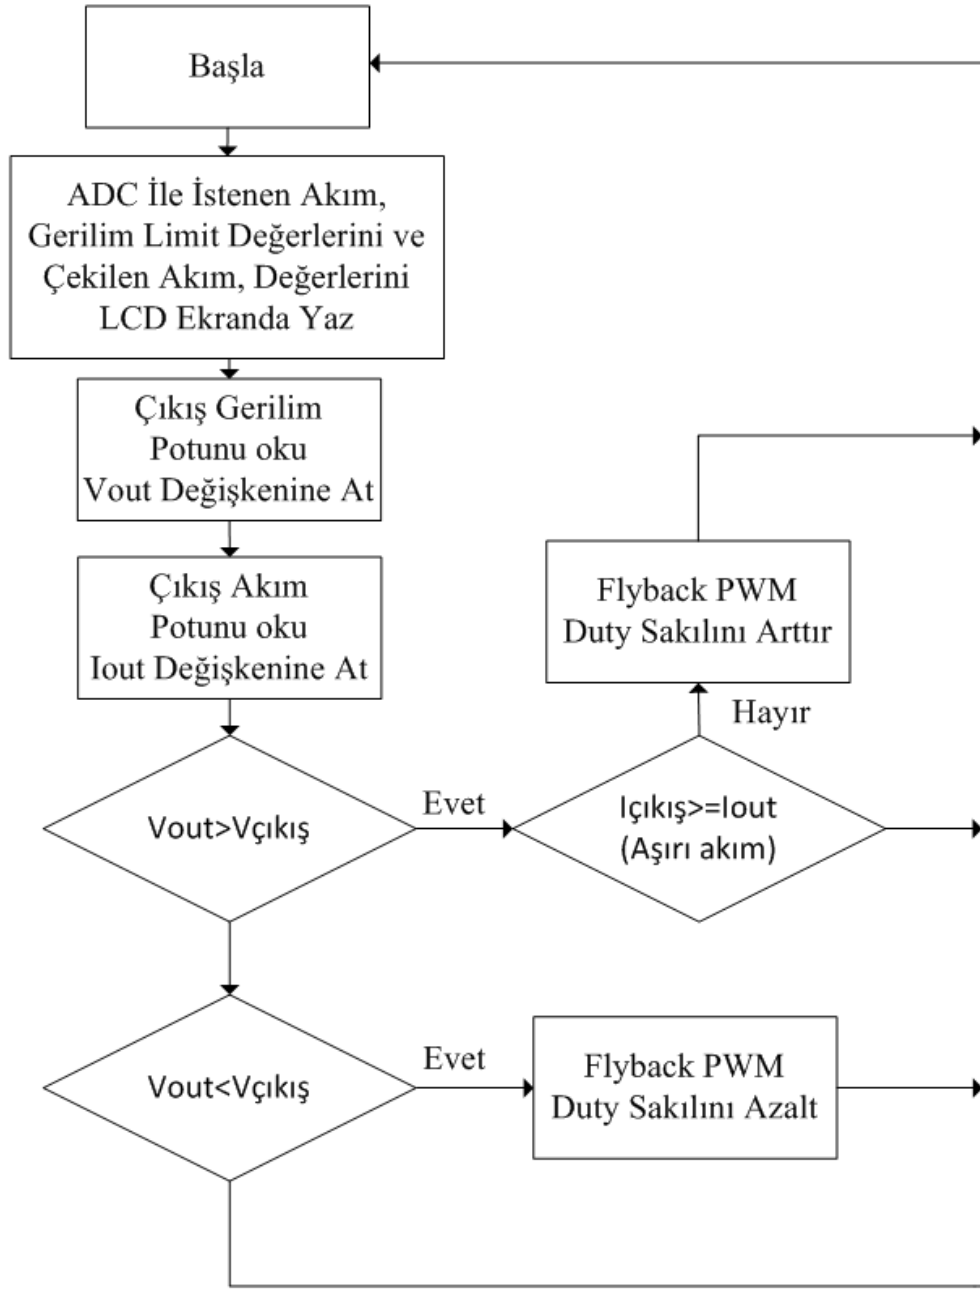 Başla
ADC İle İstenen Akım,
Gerilim Limit Değerlerini ve
Çekilen Akım, Değerlerini
LCD Ekranda Yaz
Çıkış Gerilim
Potunu oku
Vout Değişkenine At
Çıkış Akım
Potunu oku
Iout Değişkenine At
Flyback PWM
Duty Sakılını Arttır
Hayır
Vout>Vçıkış
Evet
Içıkış>=Iout
(Aşırı akım)
Vout<Vçıkış
Evet
Flyback PWM
Duty Sakılını Azalt